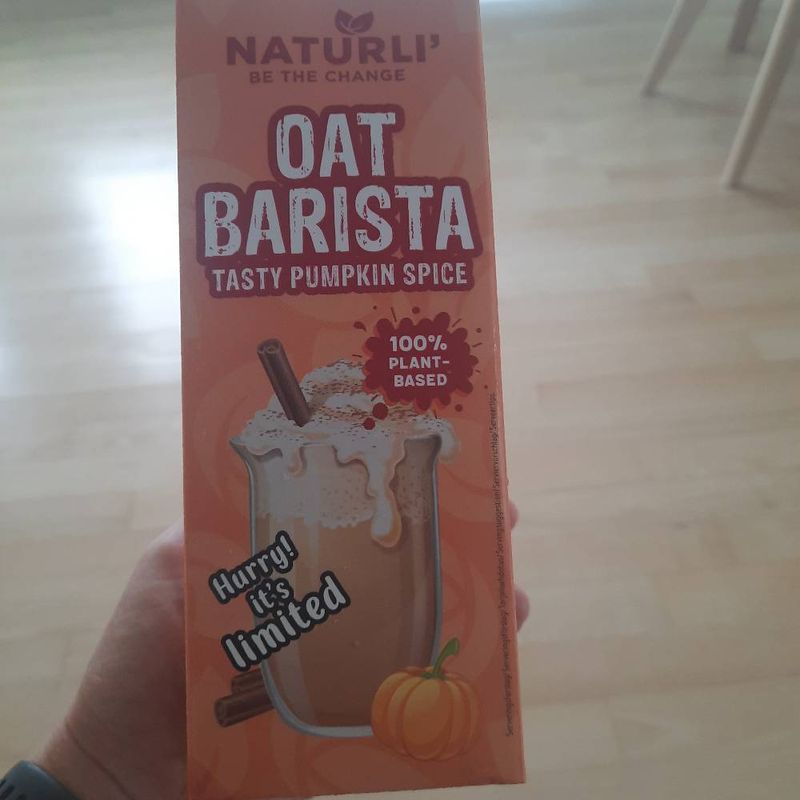 NATURLI'
BE THE CHANGE
OAT
BARISTA
TASTY PUMPKIN SPICE
100%
PLANT-
BASED
Hurry!
it's
limited